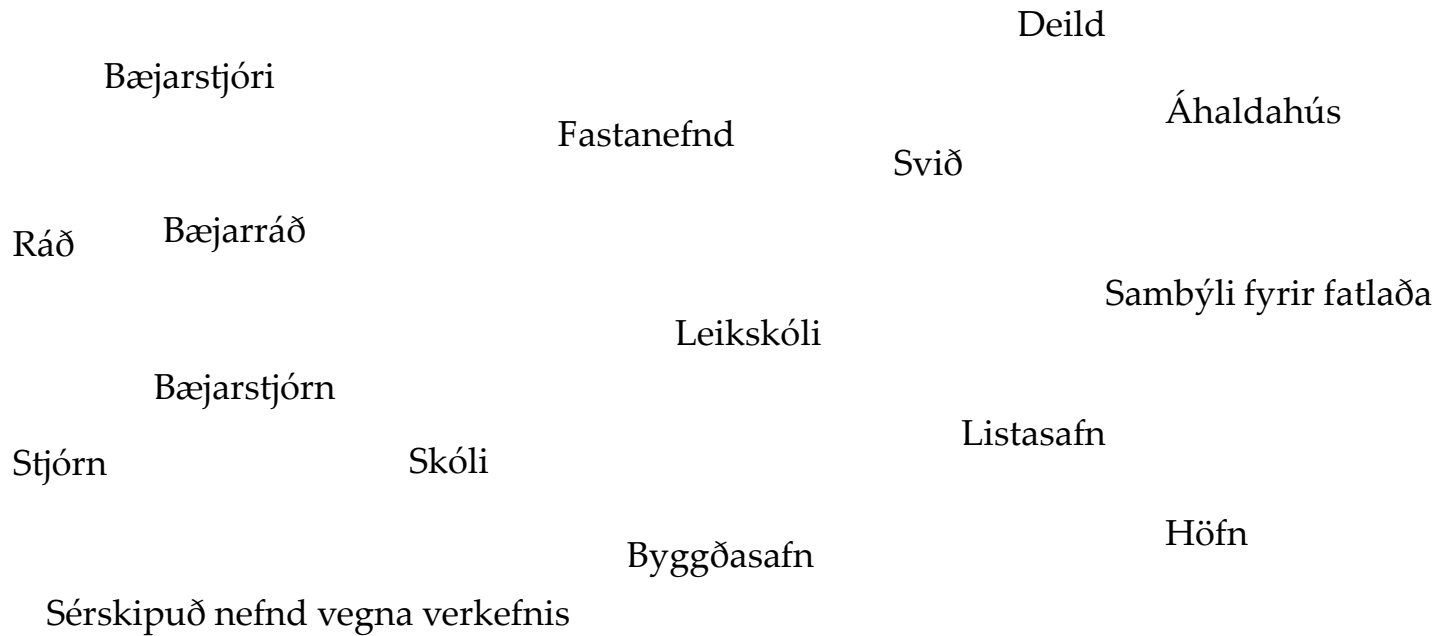 Deild
Bæjarstjóri
Áhaldahús
Fastanefnd
Svið
Bæjarráð
Ráð
Sambýli fyrir fatlaða
Leikskóli
Bæjarstjórn
Listasafn
Skóli
Stjórn
Höfn
Byggðasafn
Sérskipuð nefnd vegna verkefnis